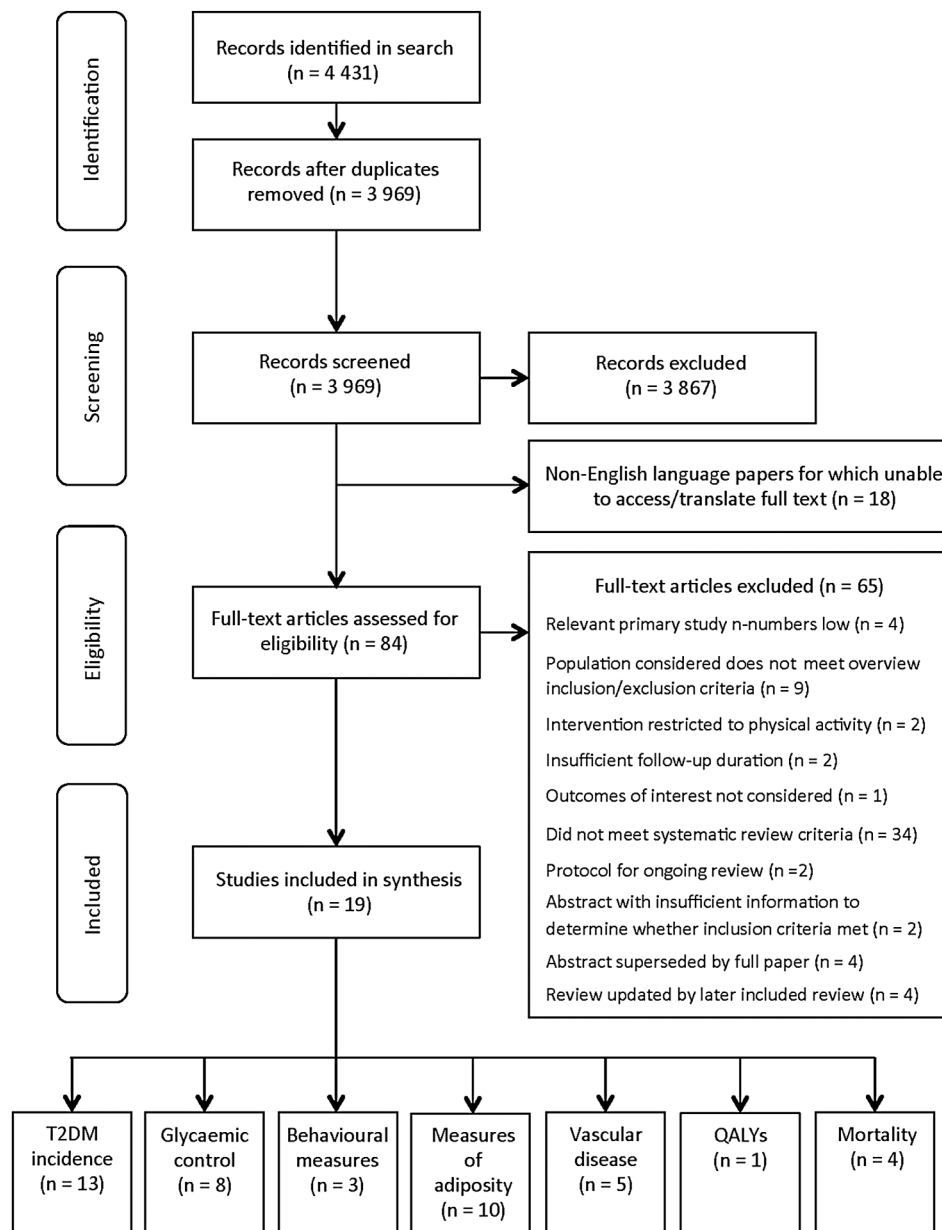 Identification
Records identified in search
(n = 4 431)
Records after duplicates
removed (n = 3 969)
Screening
Records screened
(n = 3 969)
Records excluded
(n = 3 867)
Non-English language papers for which unable
to access/translate full text (n = 18)
Eligibility
Full-text articles assessed for
eligibility (n = 84)
Full-text articles excluded (n = 65)
Relevant primary study n-numbers low (n = 4)
Population considered does not meet overview
inclusion/exclusion criteria (n = 9)
Intervention restricted to physical activity (n = 2)
Insufficient follow-up duration (n = 2)
Outcomes of interest not considered (n = 1)
Did not meet systematic review criteria (n = 34)
Protocol for ongoing review (n =2)
Abstract with insufficient information to
determine whether inclusion criteria met (n = 2)
Abstract superseded by full paper (n = 4)
Review updated by later included review (n = 4)
Included
Studies included in synthesis
(n = 19)
T2DM
incidence
(n = 13)
Glycaemic
control
(n = 8)
Behavioural
measures
(n = 3)
Measures
of
adiposity
(n = 10)
Vascular
disease
(n = 5)
QALYs
(n = 1)
Mortality
(n = 4)